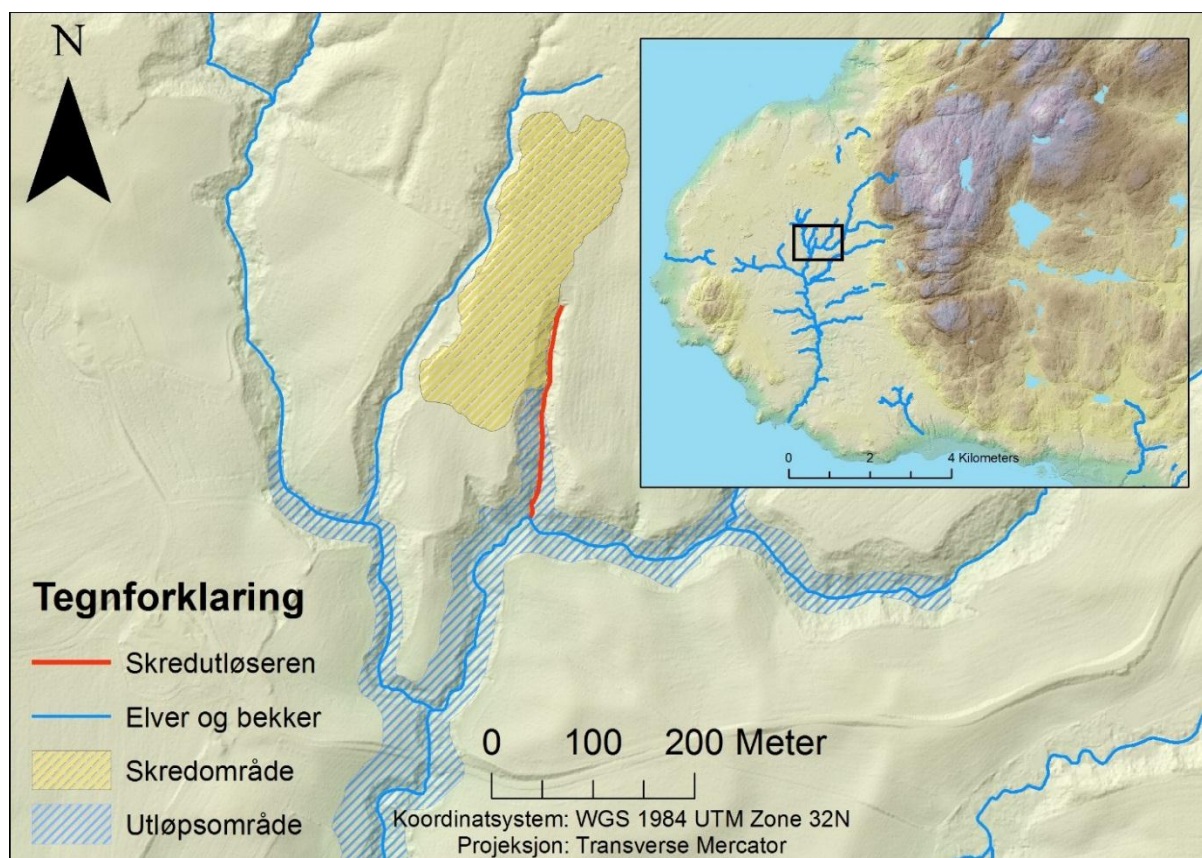 N
0 2 4 Kilometers
Tegnforklaring
Skredutløseren
Elver og bekker
Skredområde
Utløpsområde
0 100 200 Meter
Koordinatsystem: WGS 1984 UTM Zone 32N
Projeksjon: Transverse Mercator